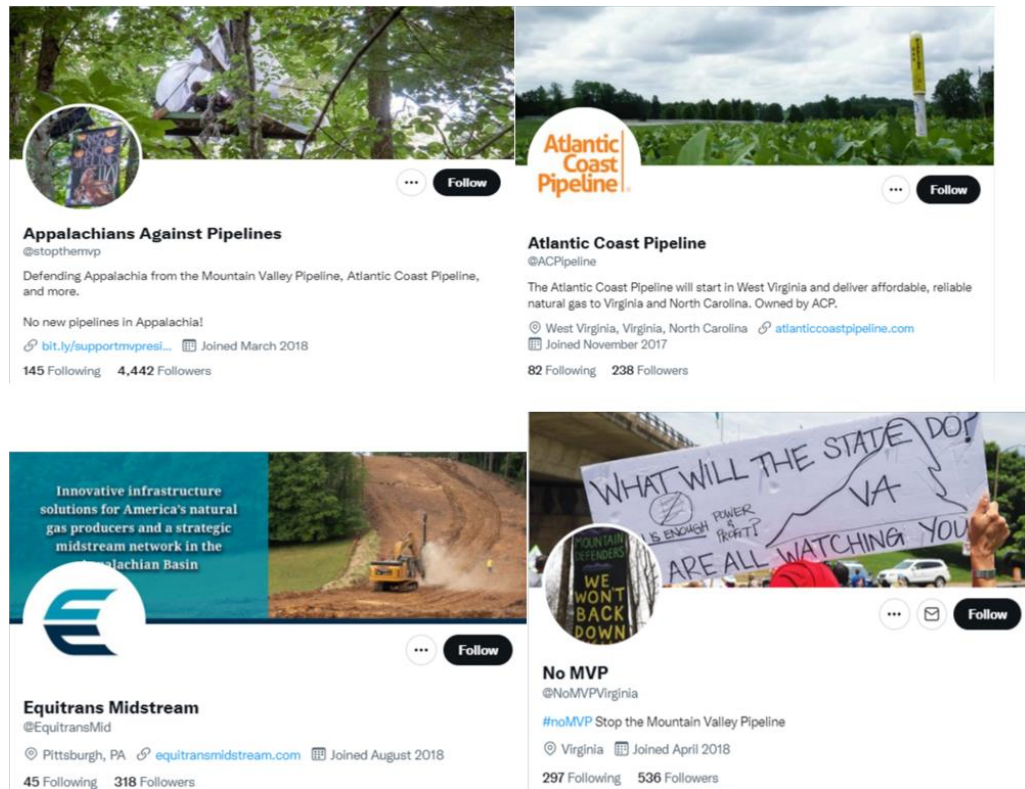 Follow
Appalachians Against Pipelines
@stopthemvp
Defending Appalachia from the Mountain Valley Pipeline, Atlantic Coast Pipeline,
and more.
No new pipelines in Appalachia!
bit.ly/supportmvpresi... Joined March 2018
145 Following 4,442 Followers
Atlantic
Coast
Pipeline
Follow
Atlantic Coast Pipeline
@ACPipeline
The Atlantic Coast Pipeline will start in West Virginia and deliver affordable, reliable
natural gas to Virginia and North Carolina. Owned by ACP.
West Virginia, Virginia, North Carolina atlanticcoastpipeline.com
Joined November 2017
82 Following 238 Followers
Innovative infrastructure
solutions for America's natural
gas producers and a strategic
midstream network in the
Basin
Follow
Equitrans Midstream
@EquitransMid
Pittsburgh, PA equitransmidstream.com Joined August 2018
45 Following 318 Followers
WHAT WILL THE STATE DO?
VA
IS ENOUGH POWER
& PROFIT?
ARE ALL WATCHING YOU
MOUNTAIN
DEFENDERS
WE
WONT
BACK
DOWN
Follow
No MVP
@NoMVPVirginia
#noMVP Stop the Mountain Valley Pipeline
Virginia Joined April 2018
297 Following 536 Followers